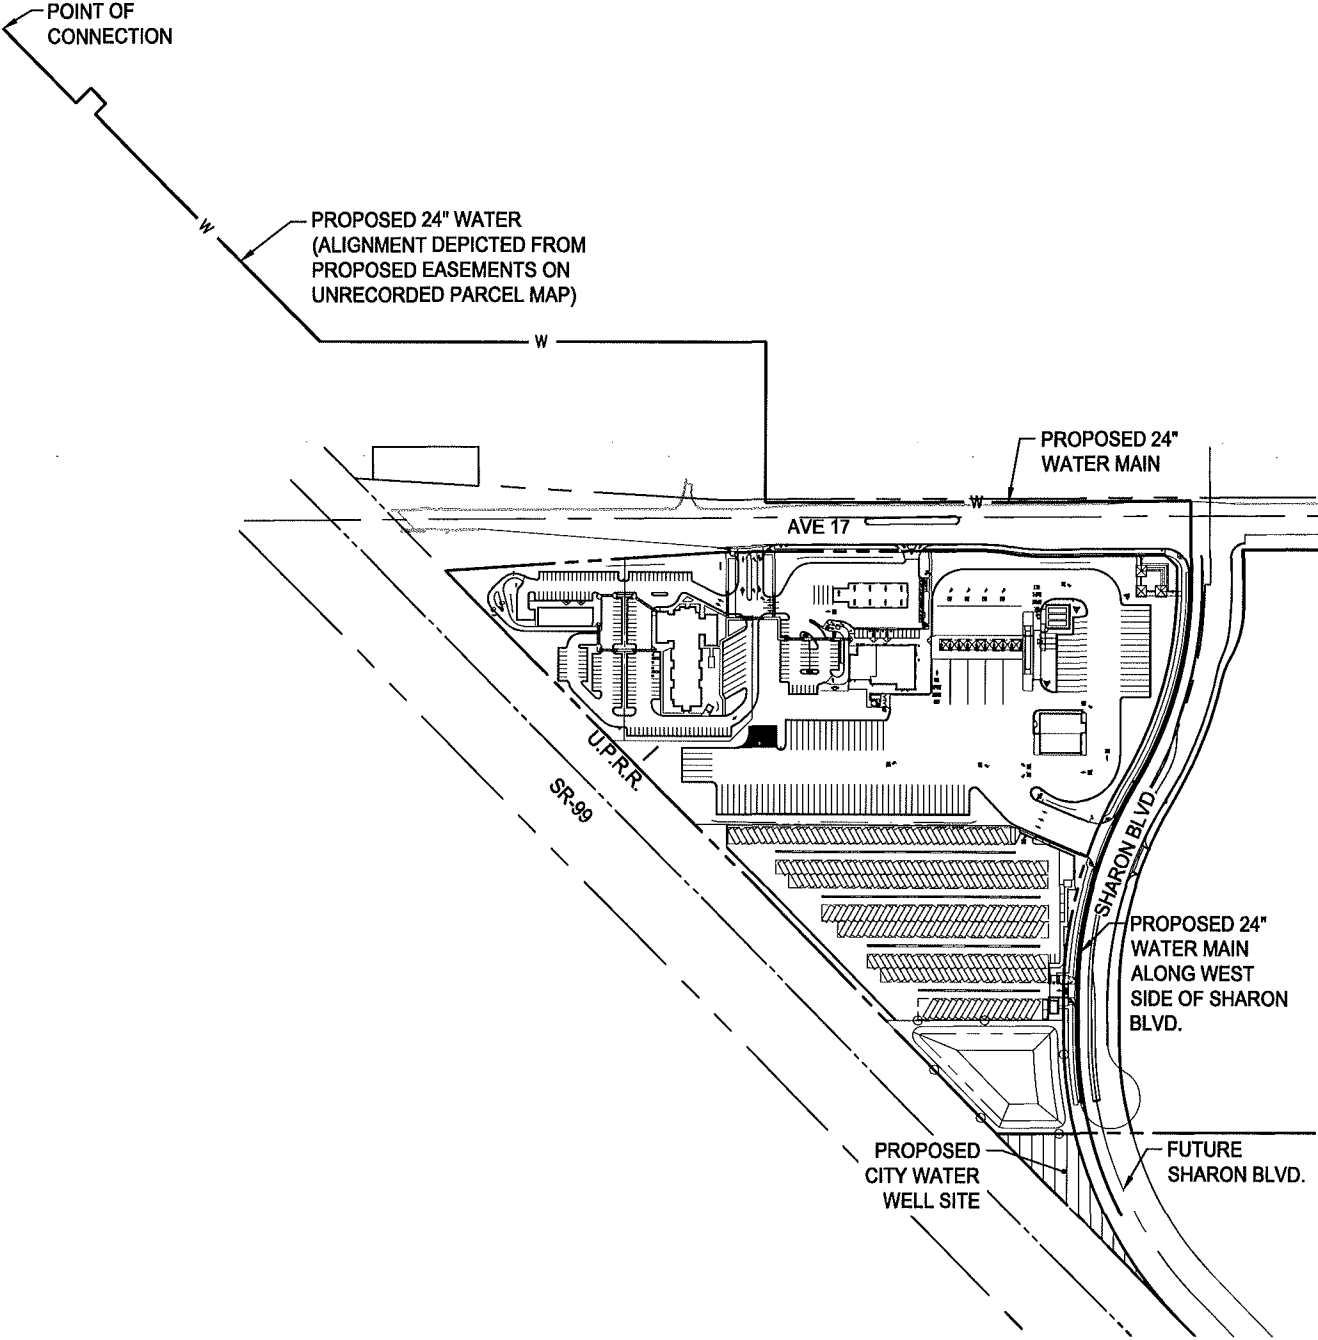 POINT OF
CONNECTION
W
PROPOSED 24" WATER
(ALIGNMENT DEPICTED FROM
PROPOSED EASEMENTS ON
UNRECORDED PARCEL MAP)
W
PROPOSED 24"
WATER MAIN
W
AVE 17
U.P.R.R.
SR-99
SHARON BLVD.
PROPOSED 24"
WATER MAIN
ALONG WEST
SIDE OF SHARON
BLVD.
PROPOSED
CITY WATER
WELL SITE
FUTURE
SHARON BLVD.